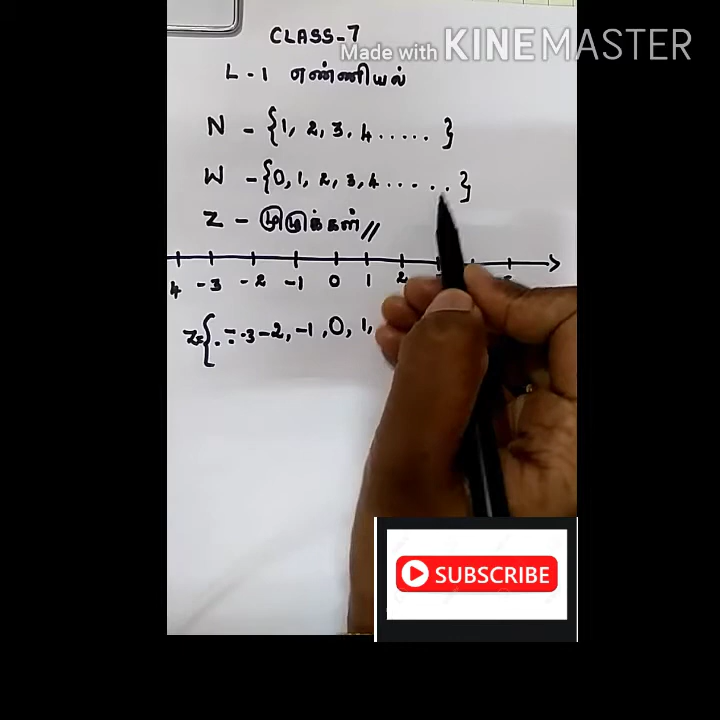 CLASS-7
Made with KINEMASTER
L-1 எண்ணியல்
N - {1, 2, 3, 4.....}
W - {0, 1, 2, 3, 4......}
Z - முழுக்கள் //
4 -3 -2 -1 0 1 2
Z={.--3-2, -1, 0, 1,
SUBSCRIBE